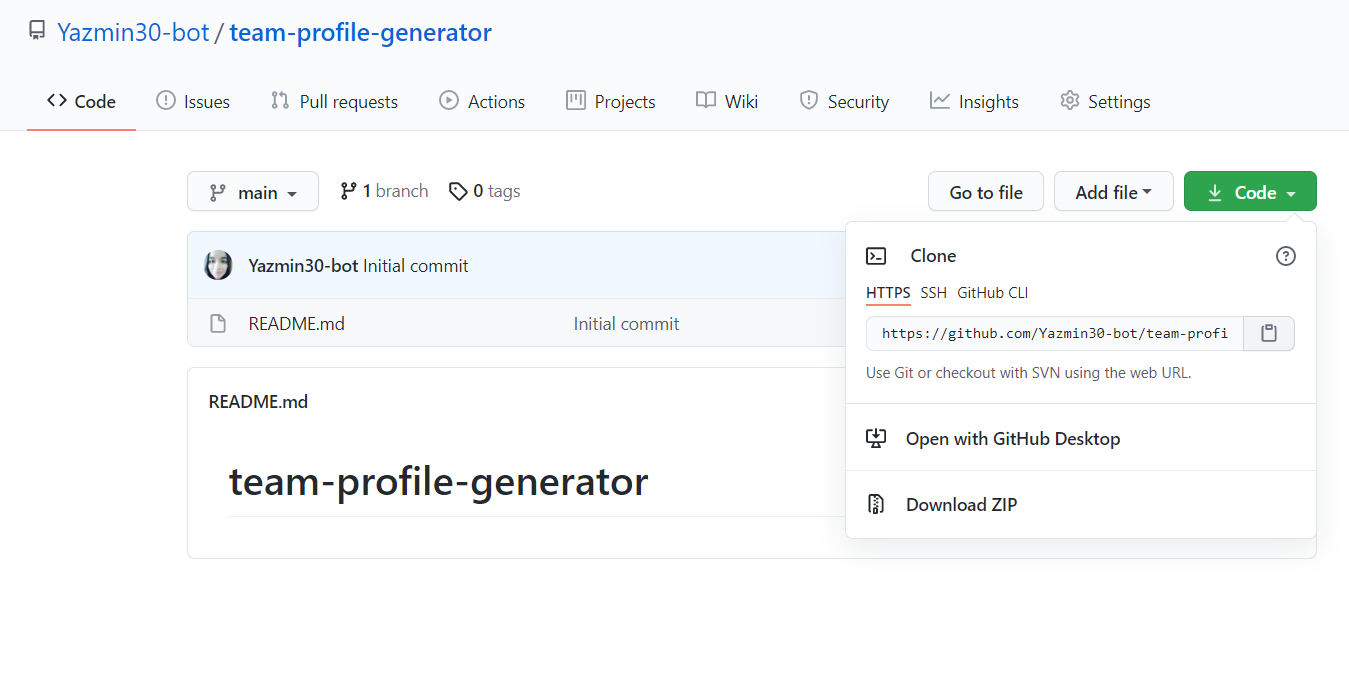 Yazmin30-bot / team-profile-generator
Code Issues Pull requests Actions Projects Wiki Security Insights Settings
main 1 branch 0 tags Go to file Add file Code
Yazmin30-bot Initial commit
README.md Initial commit
README.md
team-profile-generator
Clone
HTTPS SSH GitHub CLI
https://github.com/Yazmin30-bot/team-profi
Use Git or checkout with SVN using the web URL.
Open with GitHub Desktop
Download ZIP